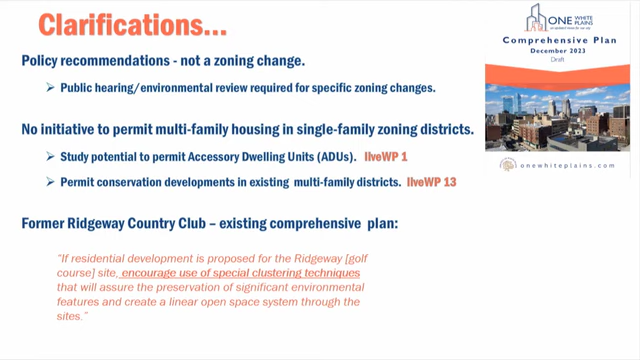 Clarifications...
Policy recommendations - not a zoning change.
Public hearing/environmental review required for specific zoning changes.
No initiative to permit multi-family housing in single-family zoning districts.
Study potential to permit Accessory Dwelling Units (ADUs). liveWP 1
Permit conservation developments in existing multi-family districts. liveWP 13
Former Ridgeway Country Club – existing comprehensive plan:
"If residential development is proposed for the Ridgeway [golf
course] site, encourage use of special clustering techniques
that will assure the preservation of significant environmental
features and create a linear open space system through the
sites."
ONE WHITE PLAINS
Comprehensive Plan
December 2023
Draft
onewhiteplains.com